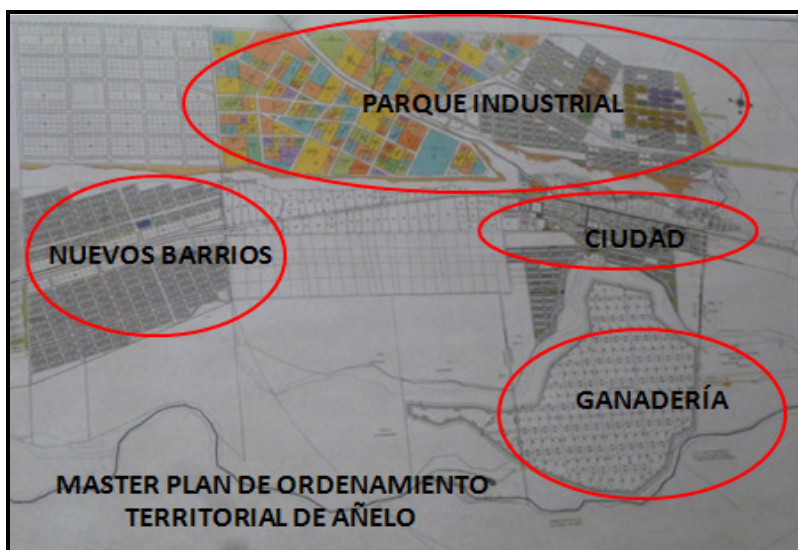 PARQUE INDUSTRIAL
NUEVOS BARRIOS
CIUDAD
GANADERÍA
MASTER PLAN DE ORDENAMIENTO
TERRITORIAL DE AÑELO